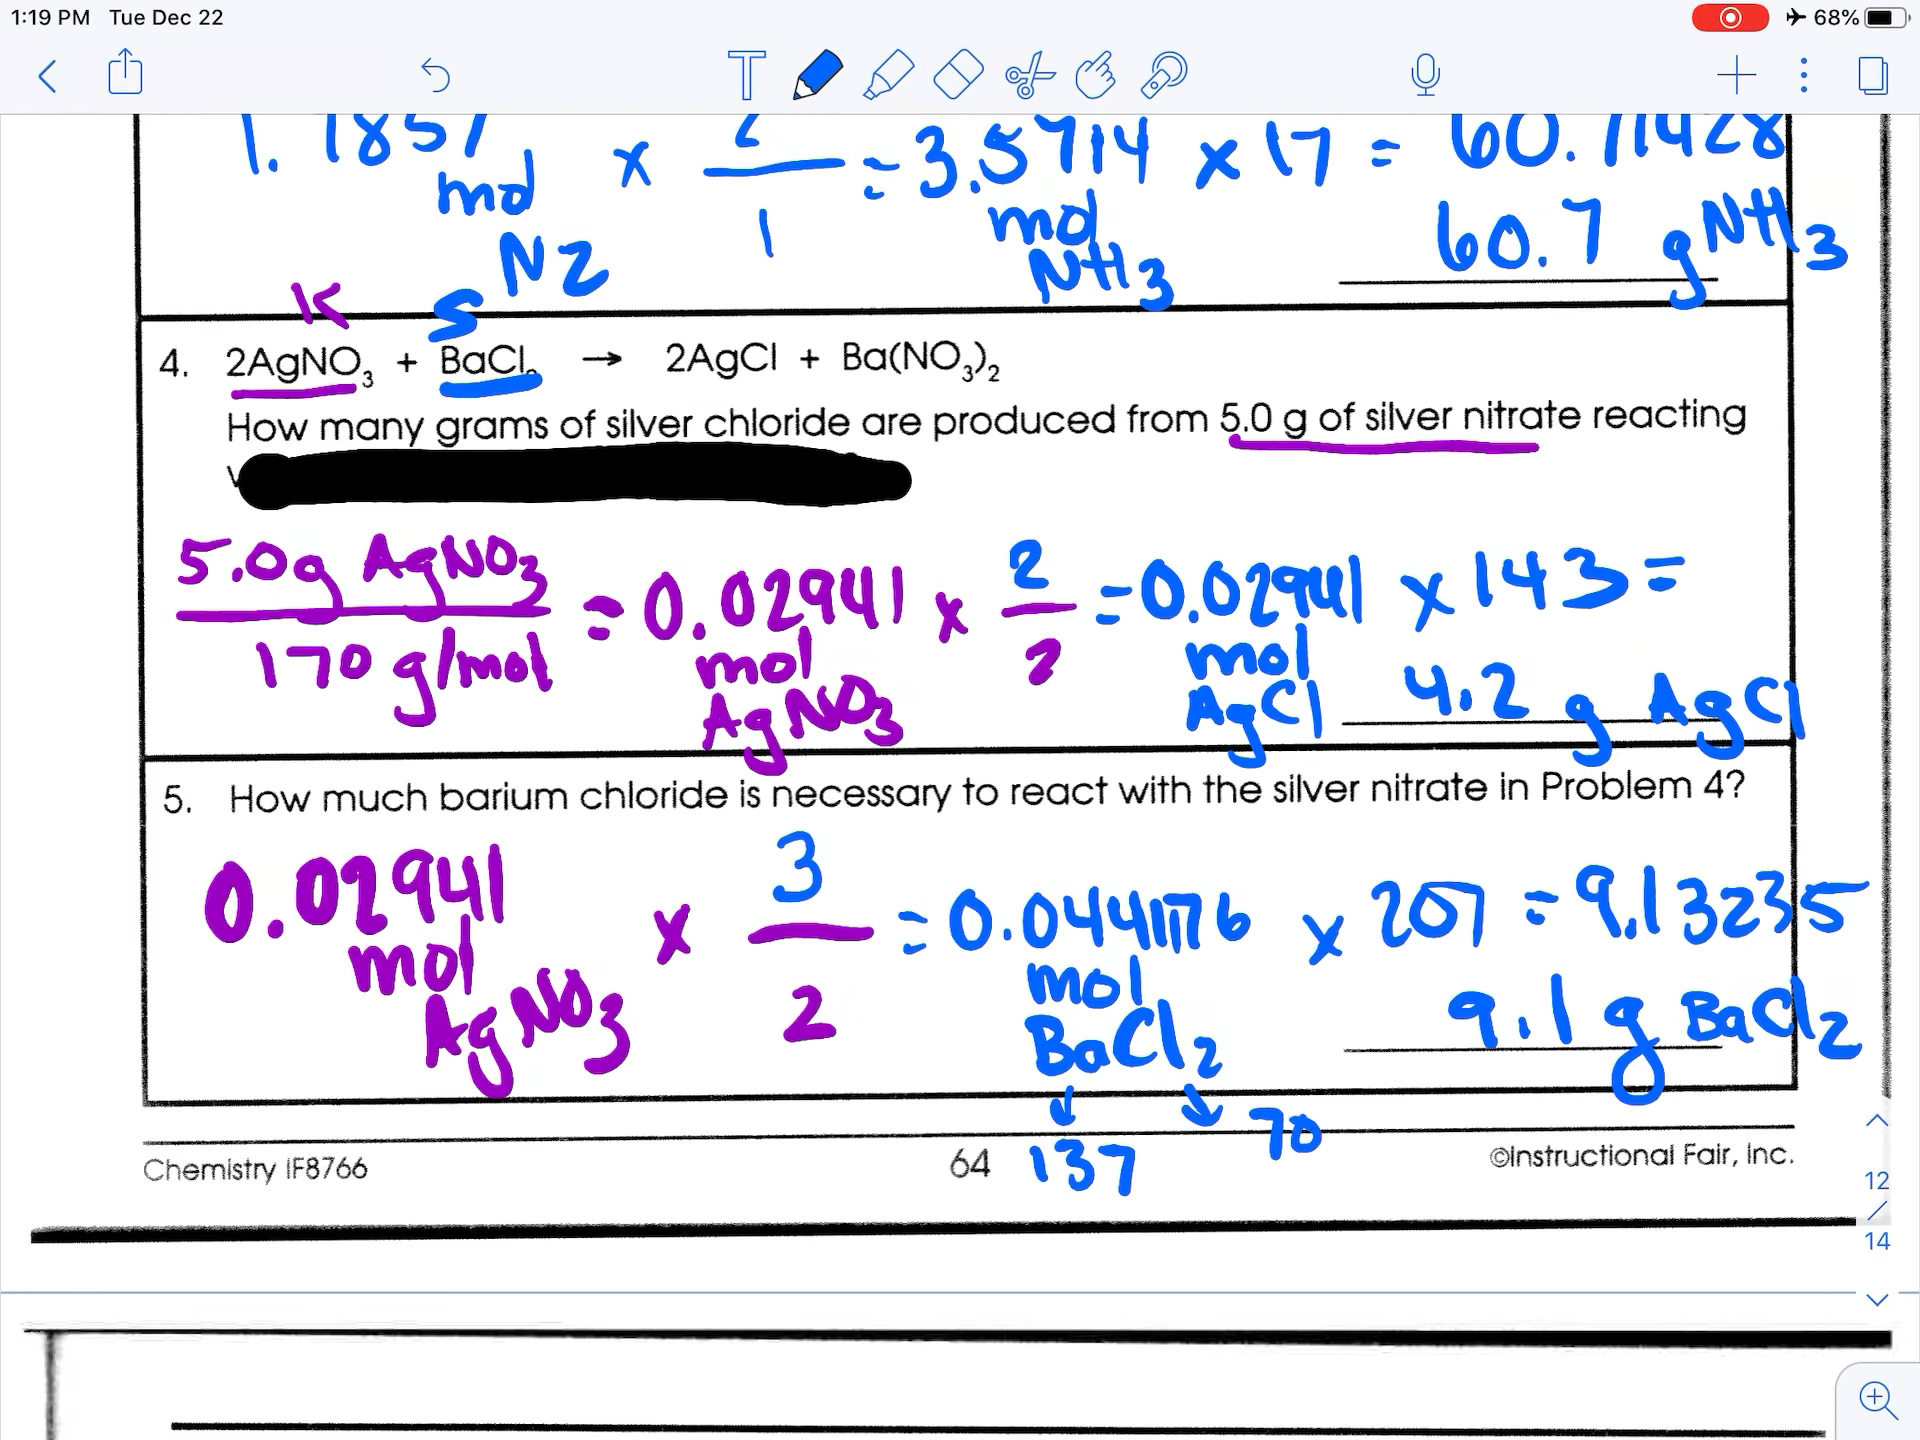 1:19 PM Tue Dec 22
68%
T
1.7857 × 2 = 3.5714 × 17 = 60.71428
mol
N2
1
mol
NH3
60.7 g NH3
K
S
4. 2AgNO3 + BaCl2 → 2AgCl + Ba(NO3)2
How many grams of silver chloride are produced from 5.0 g of silver nitrate reacting
5.0g AgNO3
170 g/mol
= 0.02941 × 2/2 = 0.02941 × 143 =
mol
AgNO3
mol
AgCl
4.2 g AgCl
5. How much barium chloride is necessary to react with the silver nitrate in Problem 4?
0.02941 × 3/2 = 0.0441176 × 207 = 9.13235
mol
AgNO3
mol
BaCl2
9.1 g BaCl2
137
70
Chemistry IF8766
64
©Instructional Fair, Inc.
12
/
14